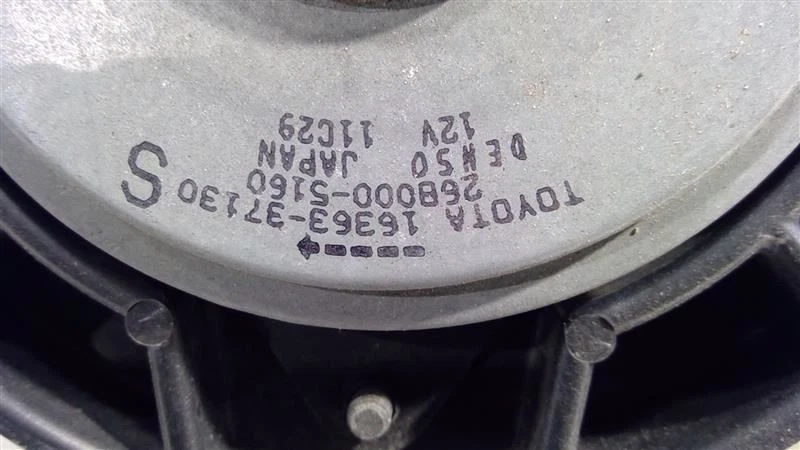 TOYOTA 16363-37130
268000-5160
DENSO JAPAN
12V 11C29
S